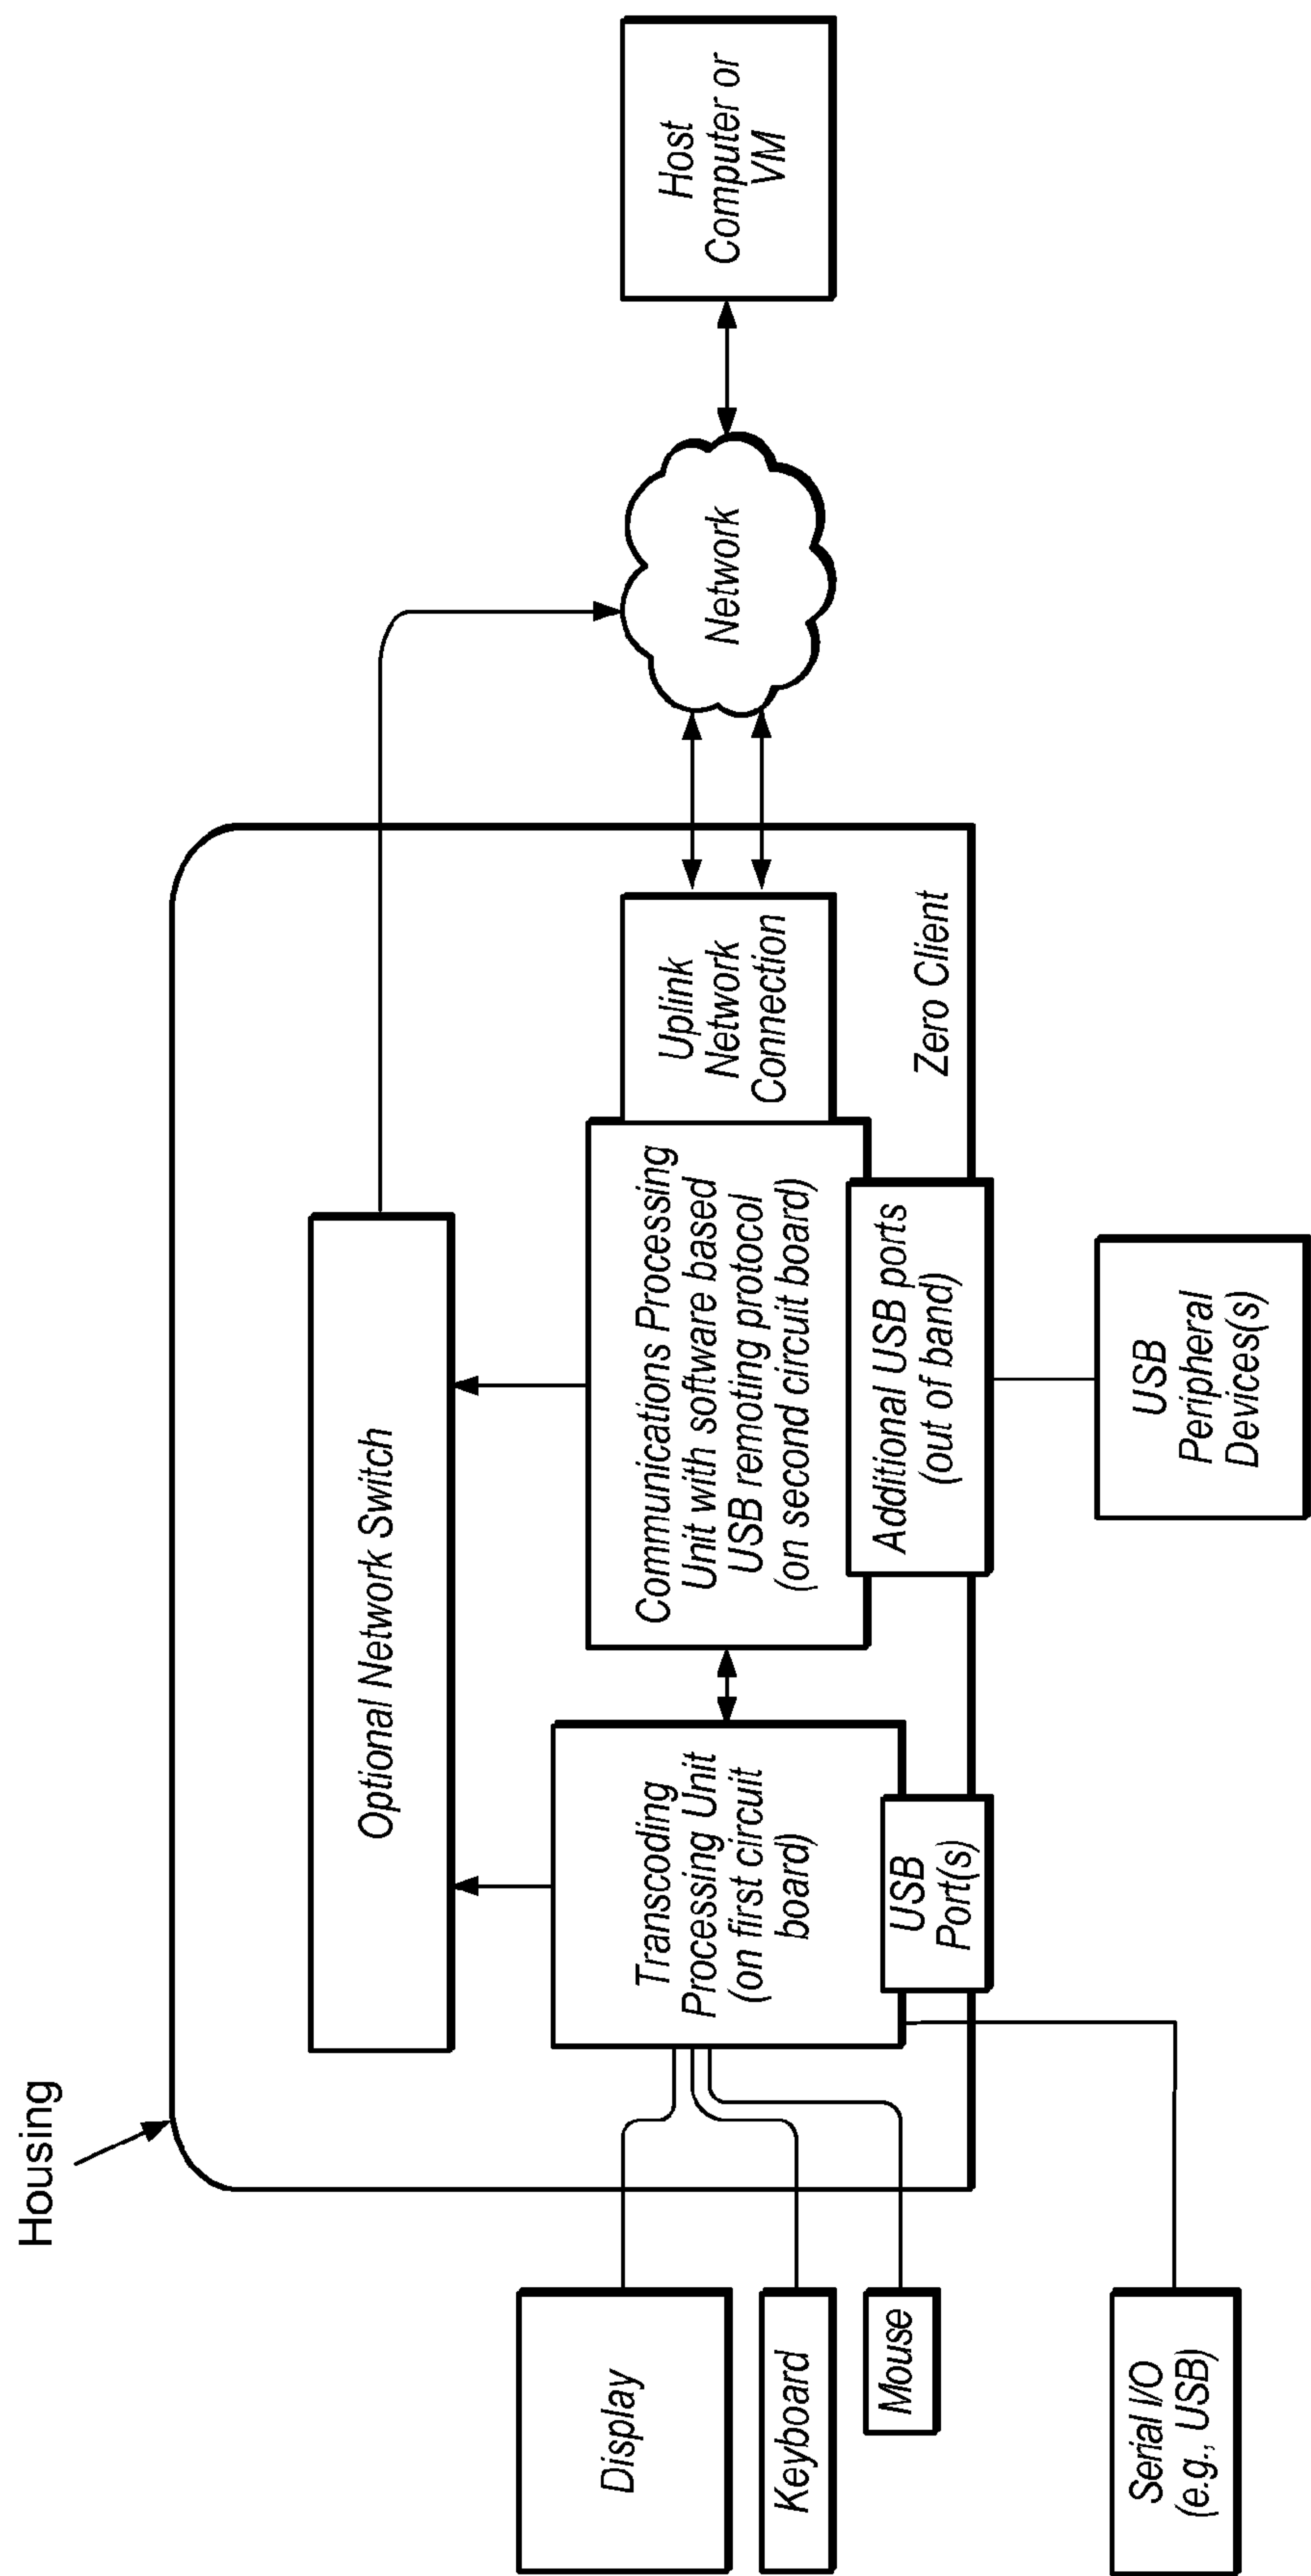 Housing
Optional Network Switch
Display
Keyboard
Mouse
Serial I/O
(e.g., USB)
Transcoding
Processing Unit
(on first circuit
board)
USB
Port(s)
Communications Processing
Unit with software based
USB remoting protocol
(on second circuit board)
Additional USB ports
(out of band)
USB
Peripheral
Devices(s)
Uplink
Network
Connection
Zero Client
Network
Host
Computer or
VM